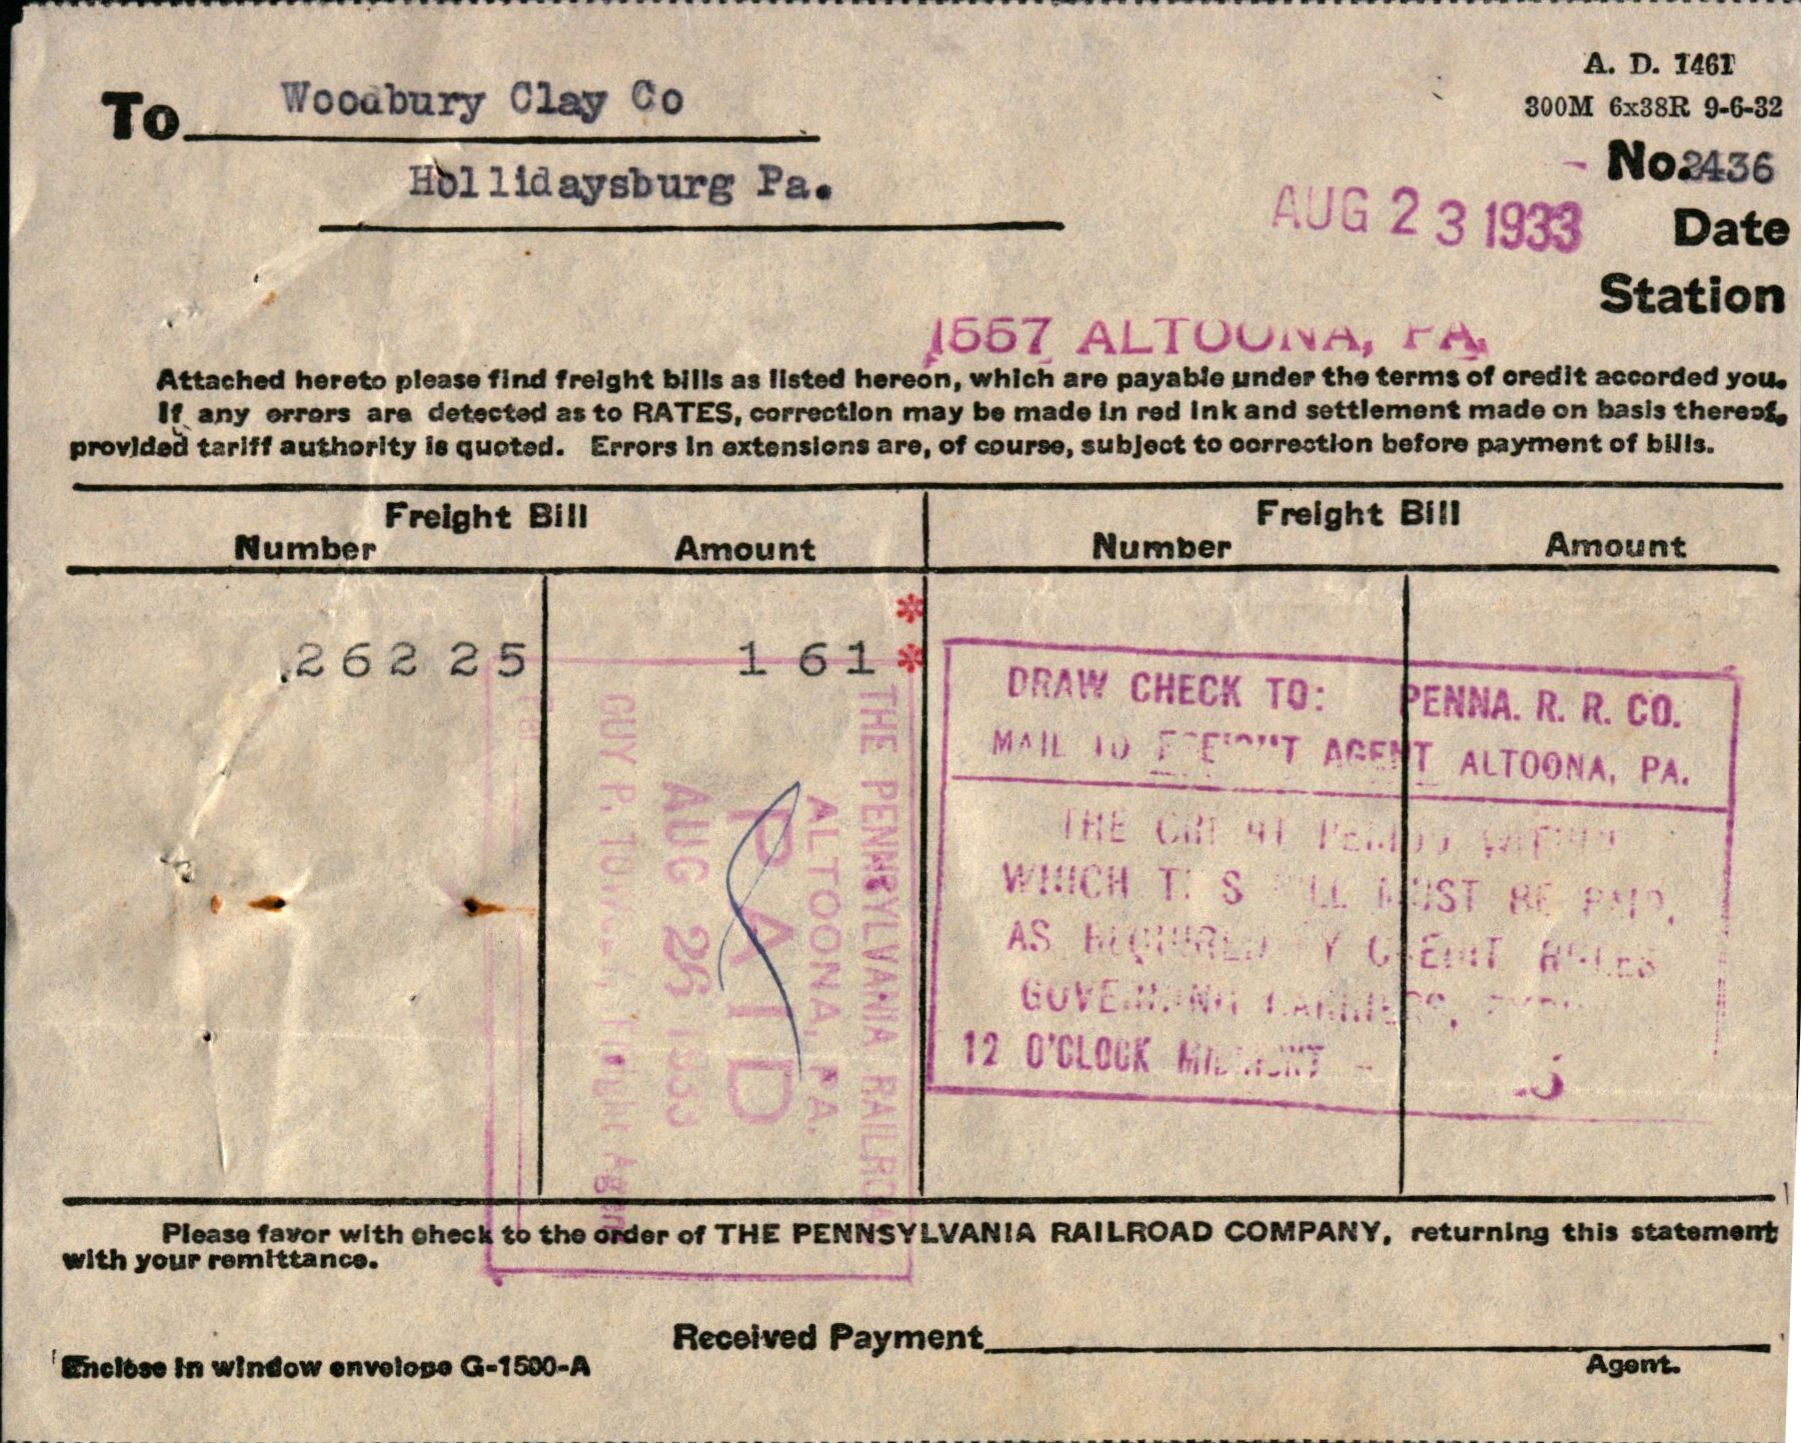 A. D. 1461
300M 6x38R 9-6-32
To Woodbury Clay Co
Hollidaysburg Pa.
No. 2436
AUG 23 1933 Date
Station
1557 ALTOONA, PA.
Attached hereto please find freight bills as listed hereon, which are payable under the terms of credit accorded you.
If any errors are detected as to RATES, correction may be made in red ink and settlement made on basis thereof,
provided tariff authority is quoted. Errors in extensions are, of course, subject to correction before payment of bills.
Freight Bill Freight Bill
Number Amount Number Amount
26225 1 61 *
*
DRAW CHECK TO: PENNA. R. R. CO.
MAIL TO FREIGHT AGENT ALTOONA, PA.
THE CREDIT PERIOD WITHIN
WHICH THIS BILL MUST BE PAID,
AS REQUIRED BY CREDIT RULES
GOVERNING CARRIERS,
12 O'CLOCK MIDNIGHT -
THE PENNSYLVANIA RAILROAD
ALTOONA, PA.
PAID
AUG 26 1933
GUY P. Freight Agent
Please favor with check to the order of THE PENNSYLVANIA RAILROAD COMPANY, returning this statement
with your remittance.
Received Payment
Enclose in window envelope G-1500-A Agent.